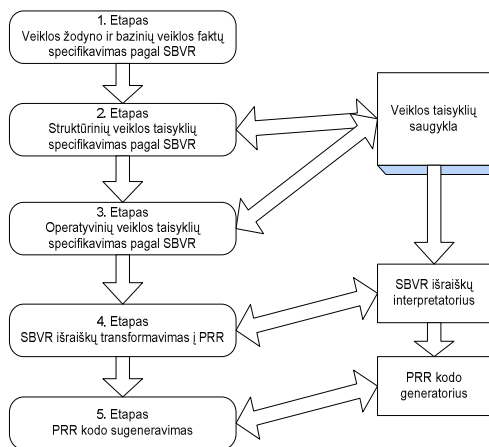 1. Etapas
Veiklos žodyno ir bazinių veiklos faktų
specifikavimas pagal SBVR
2. Etapas
Struktūrinių veiklos taisyklių
specifikavimas pagal SBVR
3. Etapas
Operatyvinių veiklos taisyklių
specifikavimas pagal SBVR
4. Etapas
SBVR išraiškų transformavimas į PRR
5. Etapas
PRR kodo sugeneravimas
Veiklos taisyklių
saugykla
SBVR išraiškų
interpretatorius
PRR kodo
generatorius